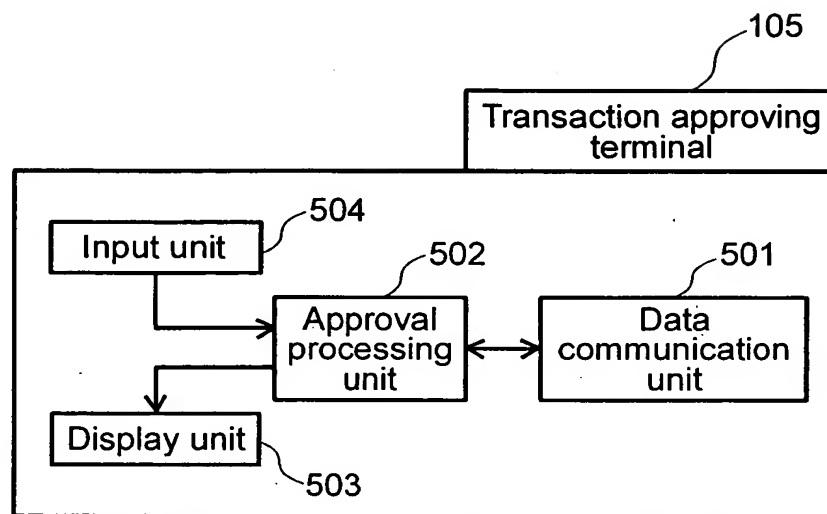 105
Transaction approving
terminal
504
Input unit
502
501
Approval
processing
unit
Data
communication
unit
Display unit
503